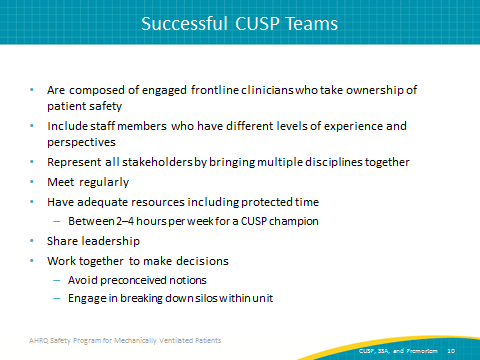 Successful CUSP Teams
• Are composed of engaged frontline clinicians who take ownership of
patient safety
• Include staff members who have different levels of experience and
perspectives
• Represent all stakeholders by bringing multiple disciplines together
• Meet regularly
• Have adequate resources including protected time
– Between 2–4 hours per week for a CUSP champion
• Share leadership
• Work together to make decisions
– Avoid preconceived notions
– Engage in breaking down silos within unit
AHRQ Safety Program for Mechanically Ventilated Patients
CUSP, SSA, and Premortem 10